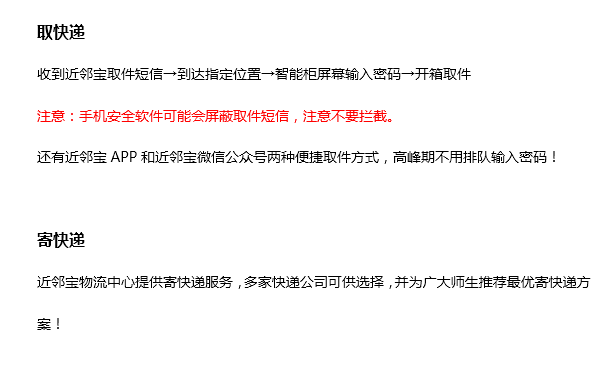 取快递
收到近邻宝取件短信→到达指定位置→智能柜屏幕输入密码→开箱取件
注意：手机安全软件可能会屏蔽取件短信，注意不要拦截。
还有近邻宝 APP 和近邻宝微信公众号两种便捷取件方式，高峰期不用排队输入密码！
寄快递
近邻宝物流中心提供寄快递服务，多家快递公司可供选择，并为广大师生推荐最优寄快递方
案！